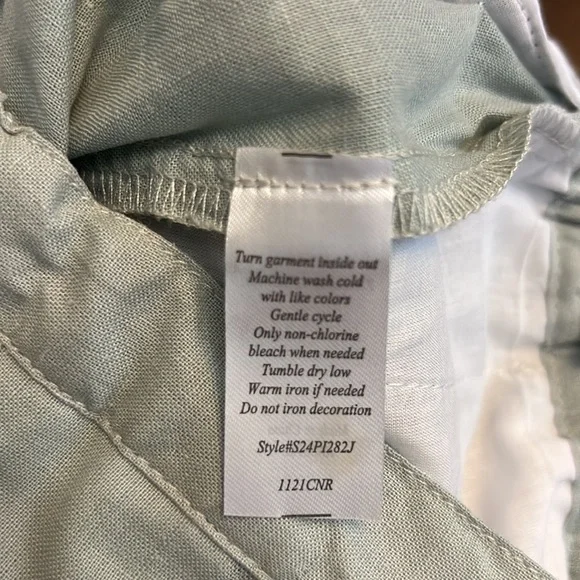 Turn garment inside out
Machine wash cold
with like colors
Gentle cycle
Only non-chlorine
bleach when needed
Tumble dry low
Warm iron if needed
Do not iron decoration
Style#S24PI282J
1121CNR